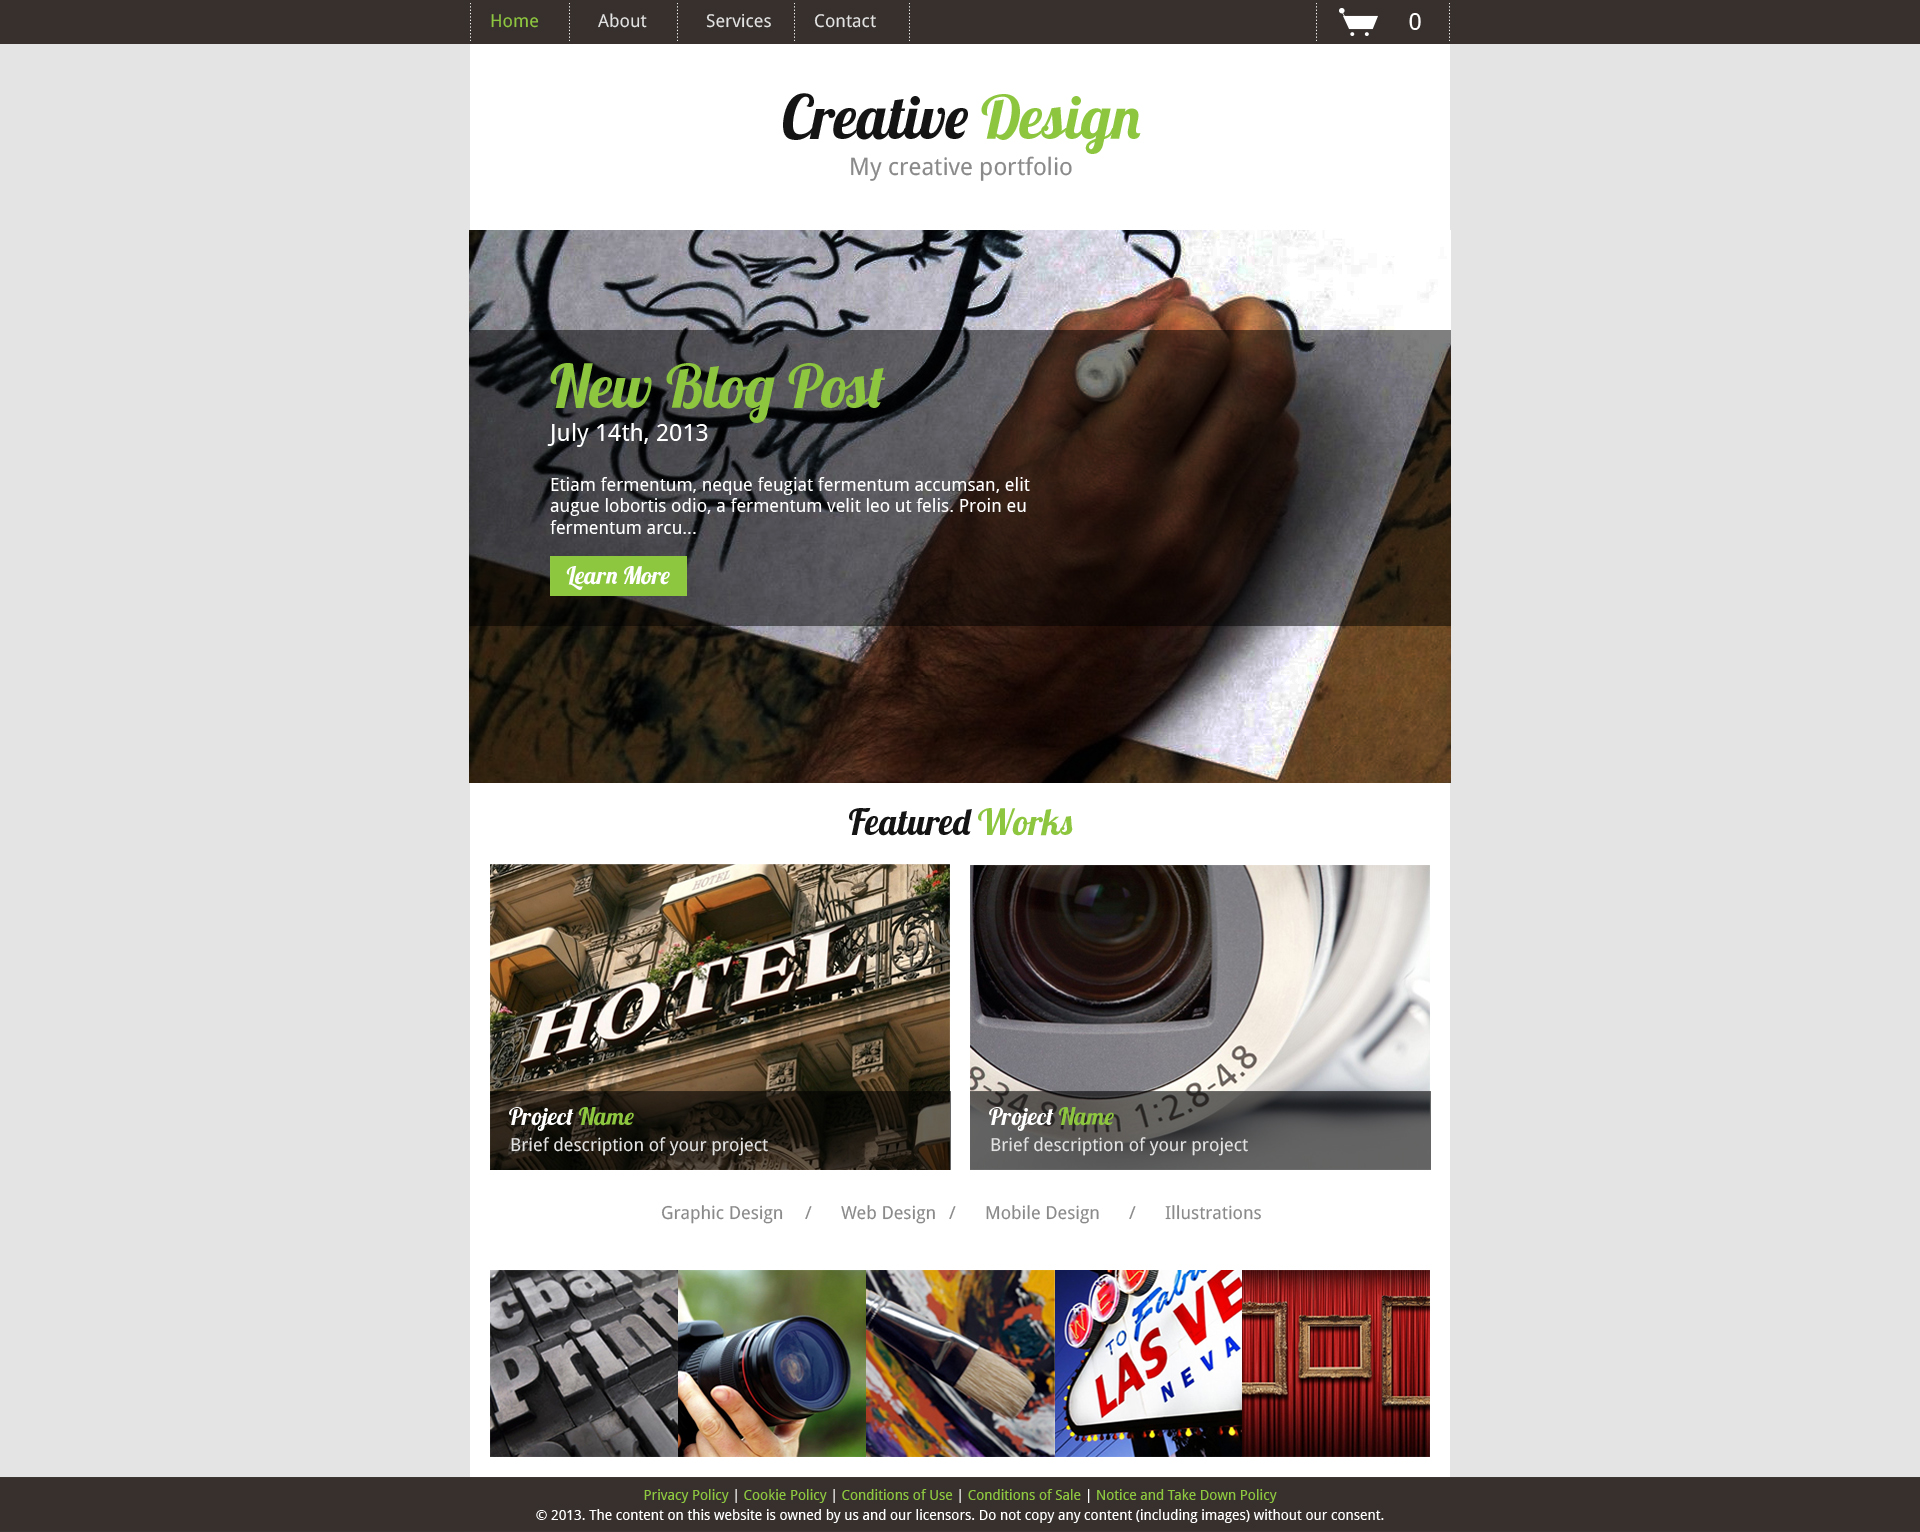 Home About Services Contact 0
Creative Design
My creative portfolio
New Blog Post
July 14th, 2013
Etiam fermentum, neque feugiat fermentum accumsan, elit
augue lobortis odio, a fermentum velit leo ut felis. Proin eu
fermentum arcu...
Learn More
Featured Works
HOTEL
HOTEL
1:2.8-4.8
Project Name
Brief description of your project
Project Name
Brief description of your project
Graphic Design / Web Design / Mobile Design / Illustrations
cbal
Print
WEL
TO Fabu
LAS VE
NEVA
Privacy Policy | Cookie Policy | Conditions of Use | Conditions of Sale | Notice and Take Down Policy
© 2013. The content on this website is owned by us and our licensors. Do not copy any content (including images) without our consent.